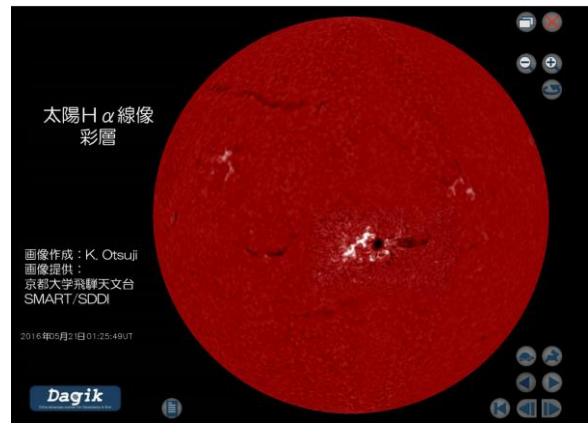 太陽Hα線像
彩層
画像作成：K. Otsuji
画像提供：
京都大学飛騨天文台
SMART/SDDI
2016年05月21日01:25:49UT
Dagik